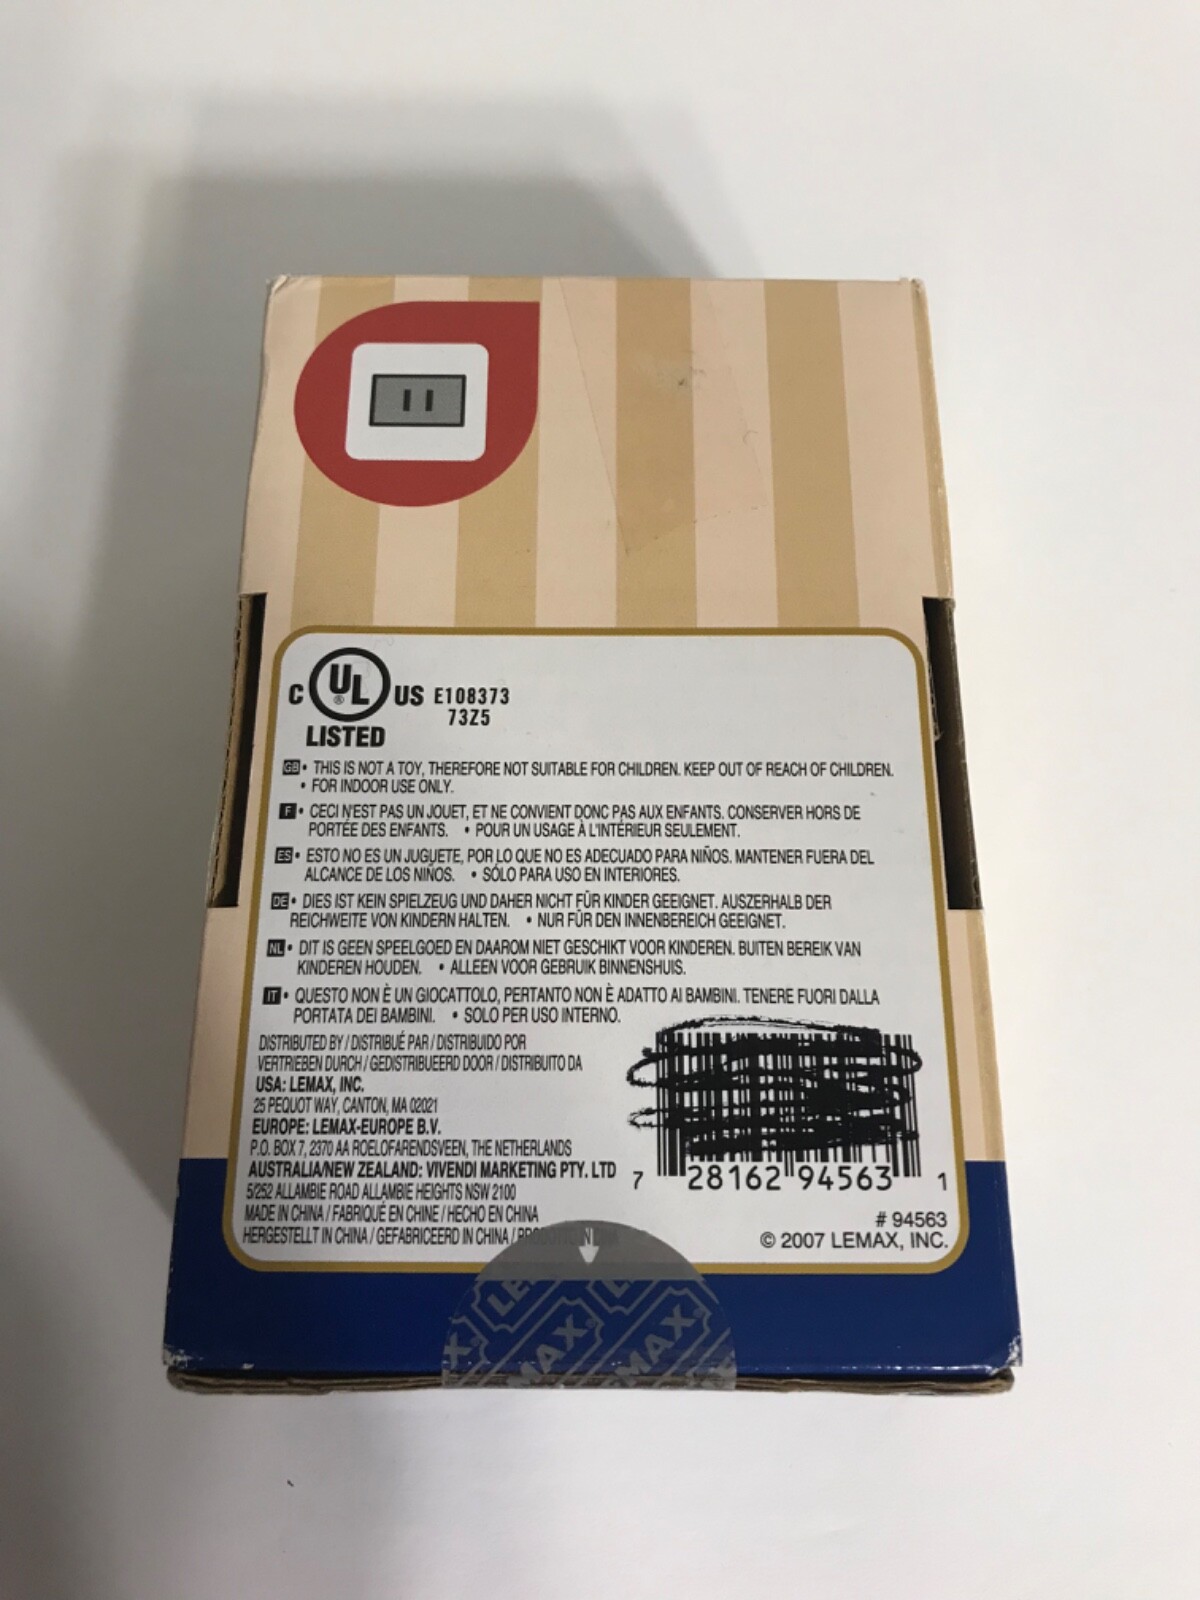 C UL® US E108373
73Z5
LISTED
GB • THIS IS NOT A TOY, THEREFORE NOT SUITABLE FOR CHILDREN. KEEP OUT OF REACH OF CHILDREN.
• FOR INDOOR USE ONLY.
F • CECI N'EST PAS UN JOUET, ET NE CONVIENT DONC PAS AUX ENFANTS. CONSERVER HORS DE
PORTÉE DES ENFANTS. • POUR UN USAGE À L'INTÉRIEUR SEULEMENT.
ES • ESTO NO ES UN JUGUETE, POR LO QUE NO ES ADECUADO PARA NIÑOS. MANTENER FUERA DEL
ALCANCE DE LOS NIÑOS. • SÓLO PARA USO EN INTERIORES.
DE • DIES IST KEIN SPIELZEUG UND DAHER NICHT FÜR KINDER GEEIGNET. AUSZERHALB DER
REICHWEITE VON KINDERN HALTEN. • NUR FÜR DEN INNENBEREICH GEEIGNET.
NL • DIT IS GEEN SPEELGOED EN DAAROM NIET GESCHIKT VOOR KINDEREN. BUITEN BEREIK VAN
KINDEREN HOUDEN. • ALLEEN VOOR GEBRUIK BINNENSHUIS.
IT • QUESTO NON È UN GIOCATTOLO, PERTANTO NON È ADATTO AI BAMBINI. TENERE FUORI DALLA
PORTATA DEI BAMBINI. • SOLO PER USO INTERNO.
DISTRIBUTED BY / DISTRIBUÉ PAR / DISTRIBUIDO POR
VERTRIEBEN DURCH / GEDISTRIBUEERD DOOR / DISTRIBUITO DA
USA: LEMAX, INC.
25 PEQUOT WAY, CANTON, MA 02021
EUROPE: LEMAX-EUROPE B.V.
P.O. BOX 7, 2370 AA ROELOFARENDSVEEN, THE NETHERLANDS
AUSTRALIA/NEW ZEALAND: VIVENDI MARKETING PTY. LTD
5/252 ALLAMBIE ROAD ALLAMBIE HEIGHTS NSW 2100
MADE IN CHINA / FABRIQUÉ EN CHINE / HECHO EN CHINA
HERGESTELLT IN CHINA / GEFABRICEERD IN CHINA / PRODOTTO IN CINA
7 28162 94563 1
# 94563
© 2007 LEMAX, INC.
LEMAX